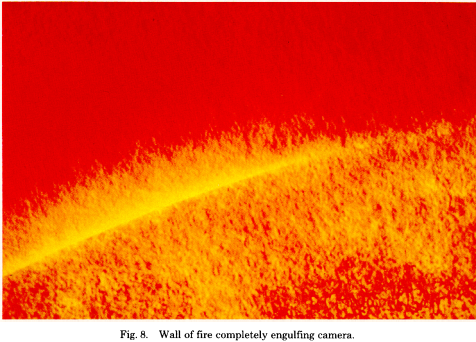 Fig. 8. Wall of fire completely engulfing camera.